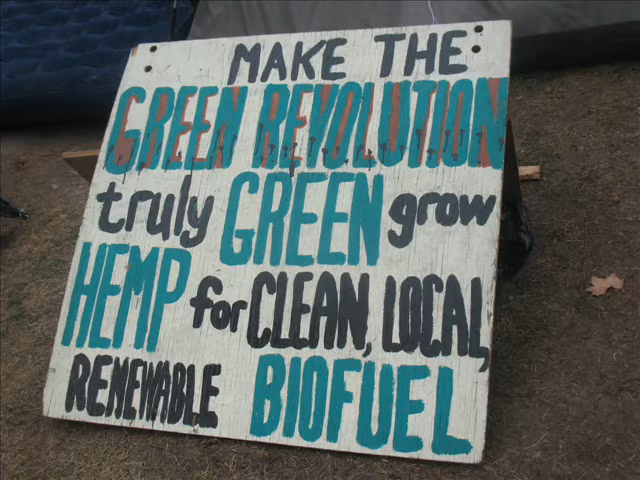 MAKE THE
GREEN REVOLUTION
truly GREEN grow
HEMP for CLEAN, LOCAL,
RENEWABLE BIOFUEL